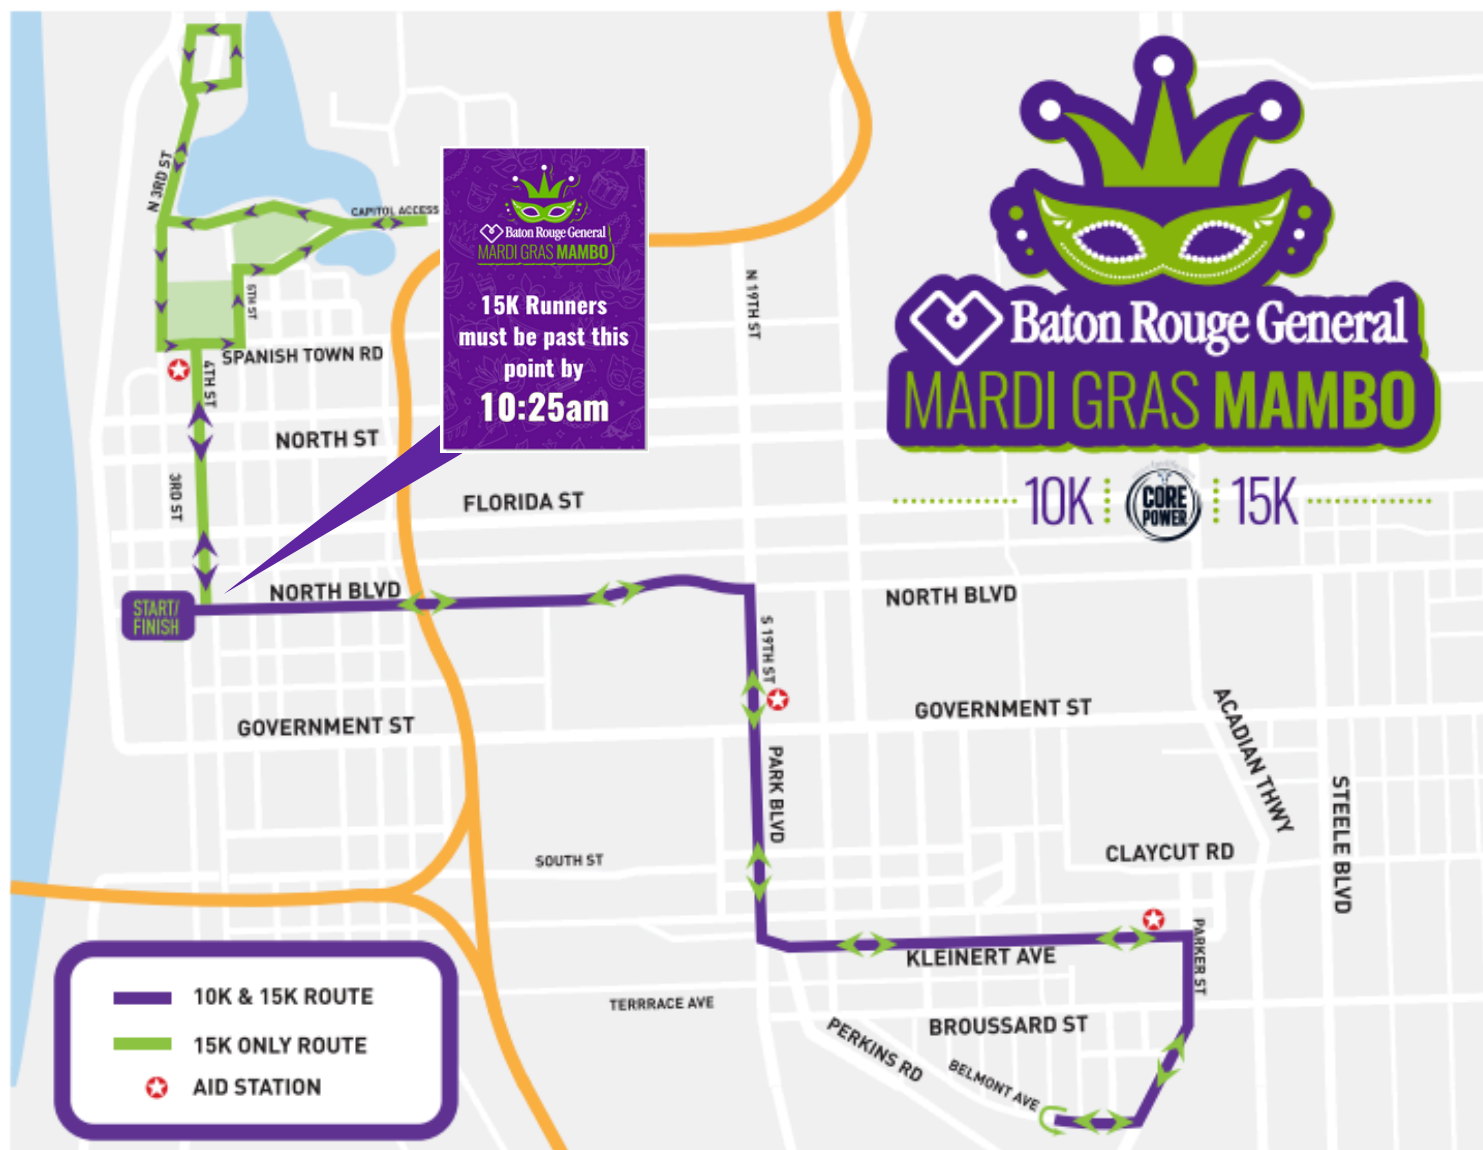 N 3RD ST
CAPITOL ACCESS
5TH ST
SPANISH TOWN RD
4TH ST
NORTH ST
3RD ST
Baton Rouge General
MARDI GRAS MAMBO
15K Runners
must be past this
point by
10:25am
N 19TH ST
Baton Rouge General
MARDI GRAS MAMBO
10K
CORE
POWER
15K
FLORIDA ST
START/
FINISH
NORTH BLVD
NORTH BLVD
S 19TH ST
GOVERNMENT ST
GOVERNMENT ST
PARK BLVD
ACADIAN THWY
STEELE BLVD
SOUTH ST
CLAYCUT RD
KLEINERT AVE
PARKER ST
TERRRACE AVE
PERKINS RD
BROUSSARD ST
BELMONT AVE
10K & 15K ROUTE
15K ONLY ROUTE
AID STATION